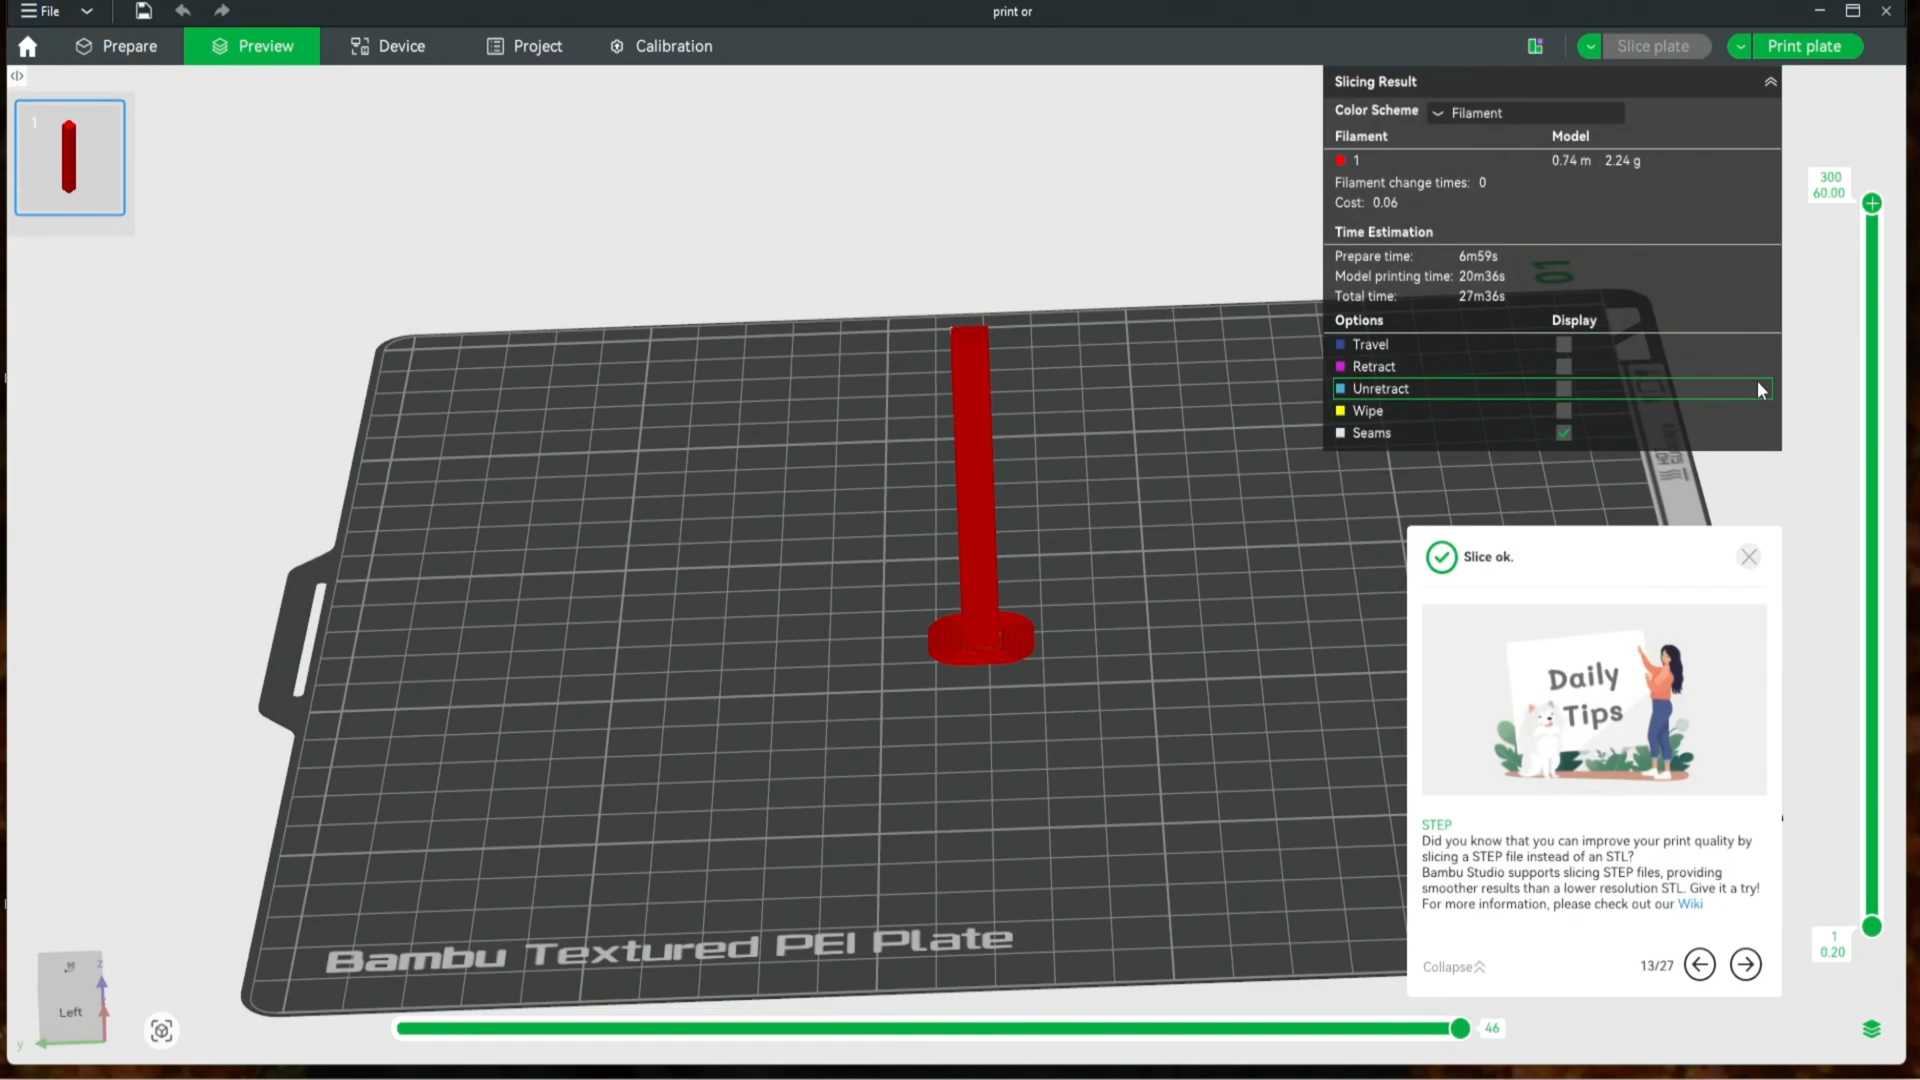 File
print or
Prepare
Preview
Device
Project
Calibration
Slice plate
Print plate
1
Slicing Result
Color Scheme Filament
Filament Model
1 0.74 m 2.24 g
Filament change times: 0
Cost: 0.06
Time Estimation
Prepare time: 6m59s
Model printing time: 20m36s
Total time: 27m36s
Options Display
Travel
Retract
Unretract
Wipe
Seams
300
60.00
01
Slice ok.
Daily
Tips
STEP
Did you know that you can improve your print quality by
slicing a STEP file instead of an STL?
Bambu Studio supports slicing STEP files, providing
smoother results than a lower resolution STL. Give it a try!
For more information, please check out our Wiki
Collapse
13/27
1
0.20
Bambu Textured PEI Plate
z
Left
y
46